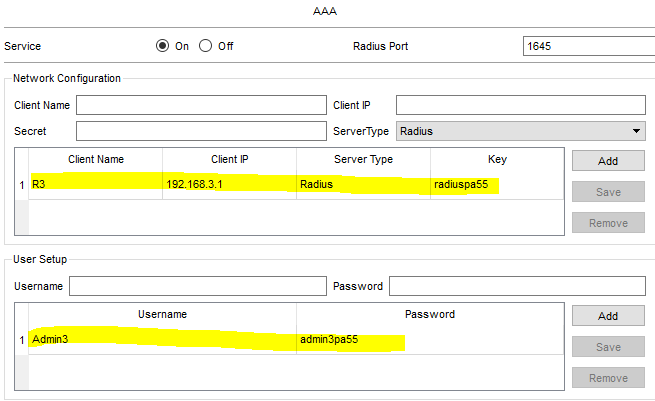 AAA
Service On Off Radius Port 1645
Network Configuration
Client Name Client IP
Secret ServerType Radius
Client Name Client IP Server Type Key
1 R3 192.168.3.1 Radius radiuspa55
Add
Save
Remove
User Setup
Username Password
Username Password
1 Admin3 admin3pa55
Add
Save
Remove